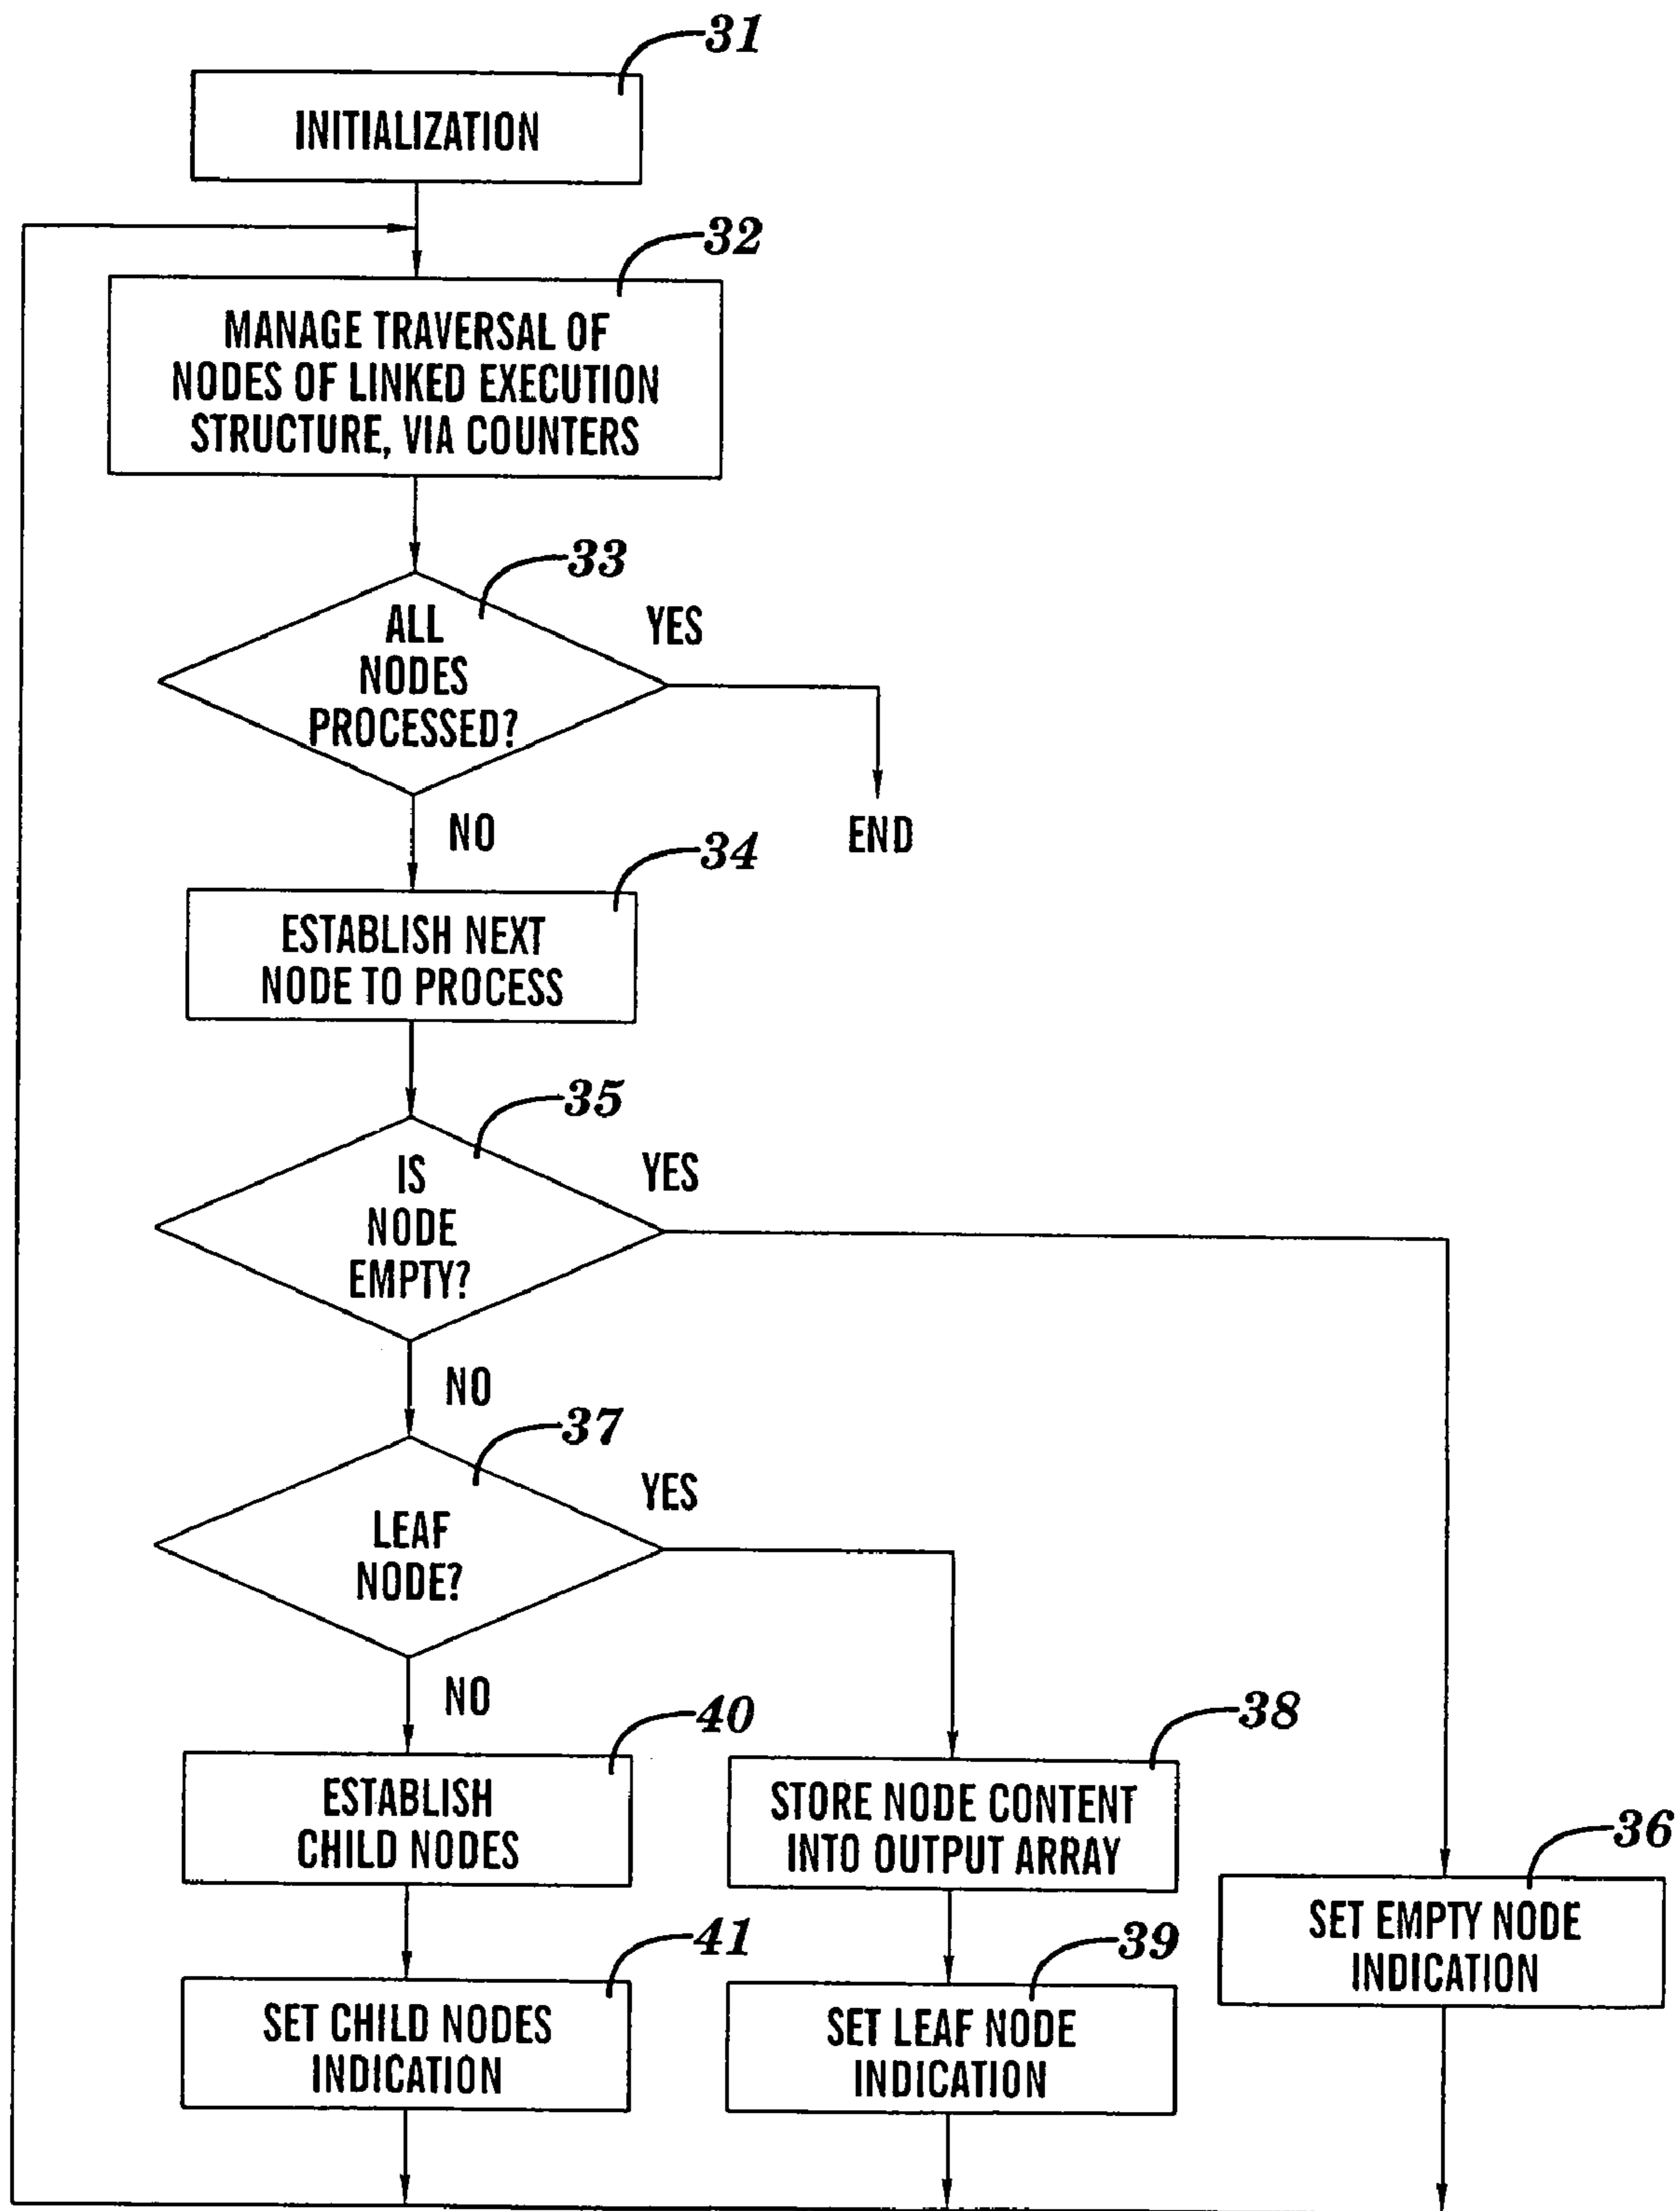 31
INITIALIZATION
32
MANAGE TRAVERSAL OF
NODES OF LINKED EXECUTION
STRUCTURE, VIA COUNTERS
33
ALL
NODES
PROCESSED?
YES
NO
END
34
ESTABLISH NEXT
NODE TO PROCESS
35
IS
NODE
EMPTY?
YES
NO
37
LEAF
NODE?
YES
NO
40
ESTABLISH
CHILD NODES
38
STORE NODE CONTENT
INTO OUTPUT ARRAY
36
SET EMPTY NODE
INDICATION
41
SET CHILD NODES
INDICATION
39
SET LEAF NODE
INDICATION